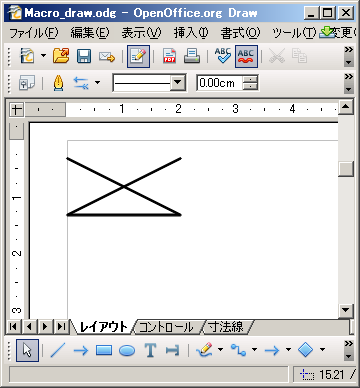 Macro_draw.odg - OpenOffice.org Draw
ファイル(F) 編集(E) 表示(V) 挿入(I) 書式(O) ツール(T) 変更(
ABC ABC
0.00cm
1 2 3 4
1
3
レイアウト コントロール 寸法線
T
15.21 /